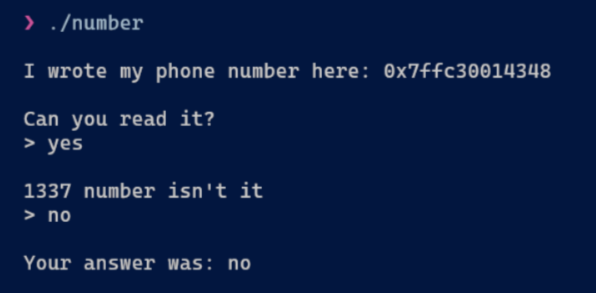 ❯ ./number
I wrote my phone number here: 0x7ffc30014348
Can you read it?
> yes
1337 number isn't it
> no
Your answer was: no